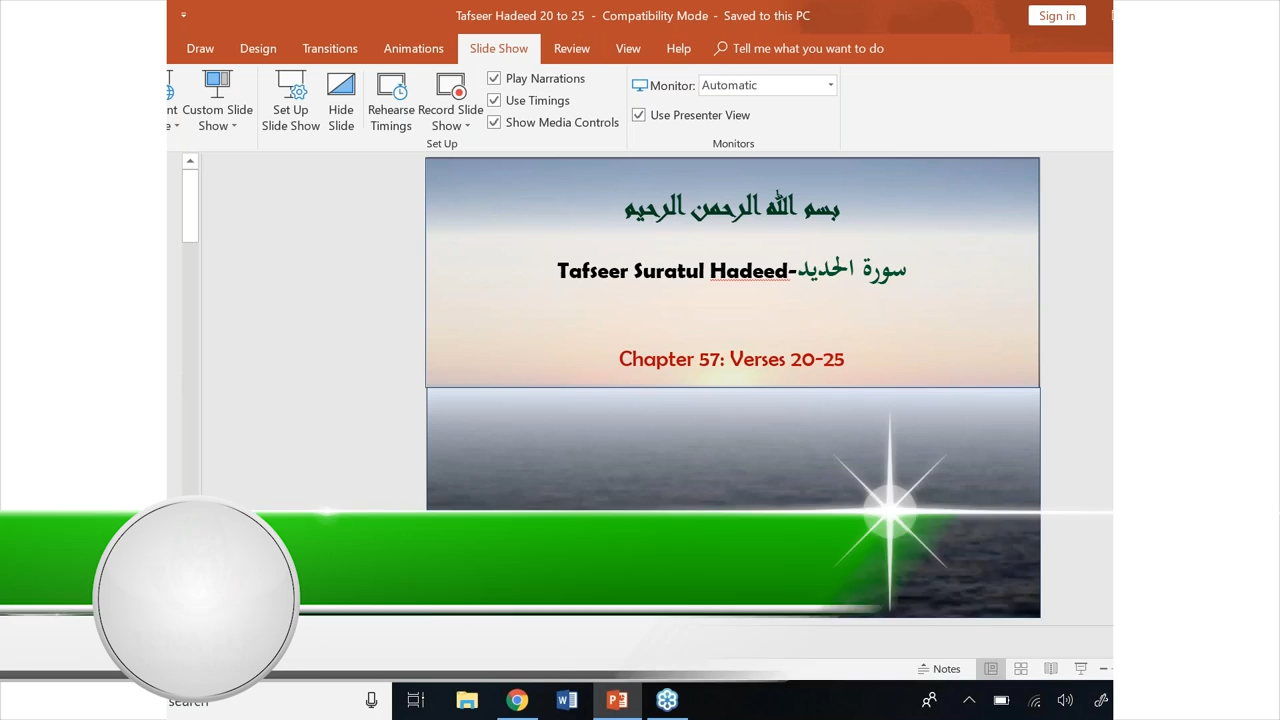 Tafseer Hadeed 20 to 25 - Compatibility Mode - Saved to this PC
Sign in
Draw Design Transitions Animations Slide Show Review View Help Tell me what you want to do
Custom Slide Show
Set Up Slide Show
Hide Slide
Rehearse Timings
Record Slide Show
Play Narrations
Use Timings
Show Media Controls
Set Up
Monitor: Automatic
Use Presenter View
Monitors
بسم الله الرحمن الرحيم
Tafseer Suratul Hadeed-سورة الحديد
Chapter 57: Verses 20-25
Notes
search